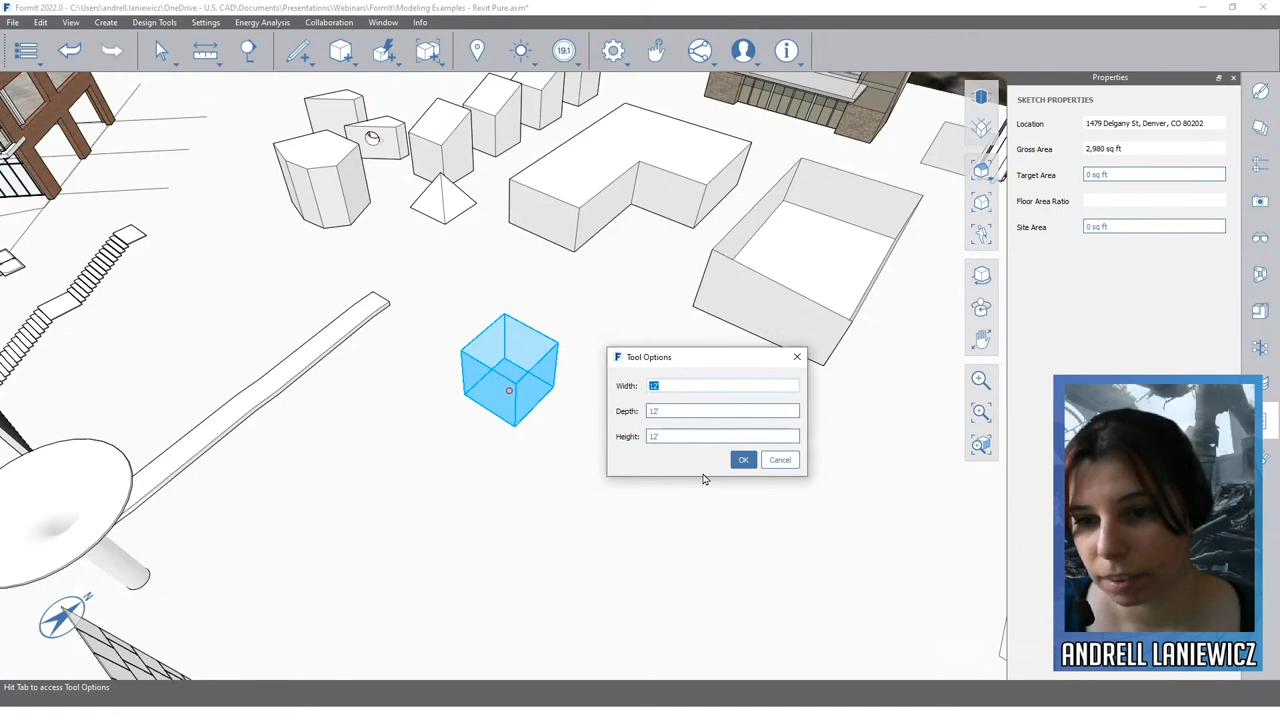 F FormIt 2022.0 - C:\Users\andrell.laniewicz\OneDrive - U.S. CAD\Documents\Presentations\Webinars\FormIt\Modeling Examples - Revit Pure.axm*
File Edit View Create Design Tools Settings Energy Analysis Collaboration Window Info
19.1
Properties
SKETCH PROPERTIES
Location 1479 Delgany St, Denver, CO 80202
Gross Area 2,980 sq ft
Target Area 0 sq ft
Floor Area Ratio
Site Area 0 sq ft
F Tool Options
Width: 12'
Depth: 12'
Height: 12'
OK Cancel
N
ANDRELL LANIEWICZ
Hit Tab to access Tool Options